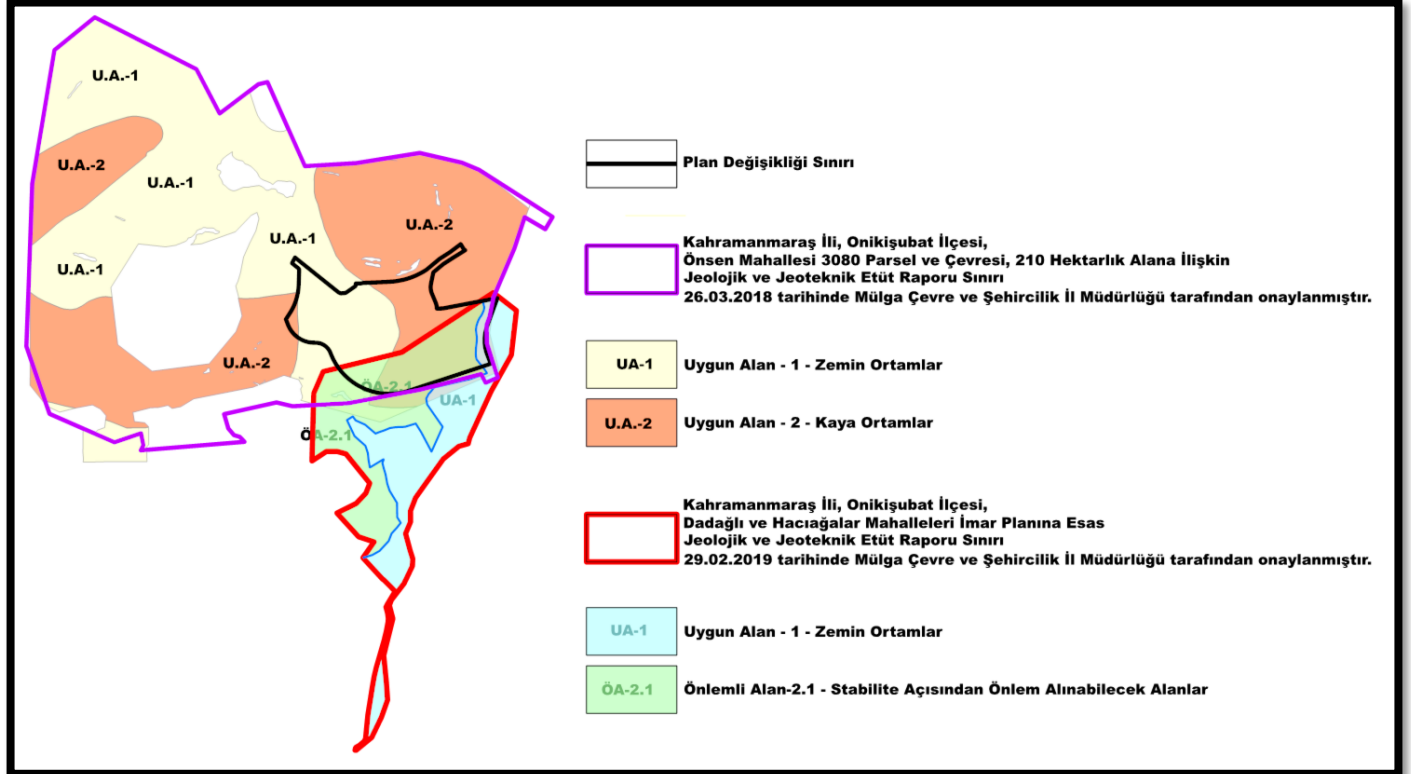 U.A.-1
U.A.-2
U.A.-1
U.A.-1
U.A.-2
U.A.-1
U.A.-2
ÖA-2.1
UA-1
ÖA-2.1
Plan Değişikliği Sınırı
Kahramanmaraş İli, Onikişubat İlçesi,
Önsen Mahallesi 3080 Parsel ve Çevresi, 210 Hektarlık Alana İlişkin
Jeolojik ve Jeoteknik Etüt Raporu Sınırı
26.03.2018 tarihinde Mülga Çevre ve Şehircilik İl Müdürlüğü tarafından onaylanmıştır.
UA-1 Uygun Alan - 1 - Zemin Ortamlar
U.A.-2 Uygun Alan - 2 - Kaya Ortamlar
Kahramanmaraş İli, Onikişubat İlçesi,
Dadağlı ve Hacıağalar Mahalleleri İmar Planına Esas
Jeolojik ve Jeoteknik Etüt Raporu Sınırı
29.02.2019 tarihinde Mülga Çevre ve Şehircilik İl Müdürlüğü tarafından onaylanmıştır.
UA-1 Uygun Alan - 1 - Zemin Ortamlar
ÖA-2.1 Önlemli Alan-2.1 - Stabilite Açısından Önlem Alınabilecek Alanlar